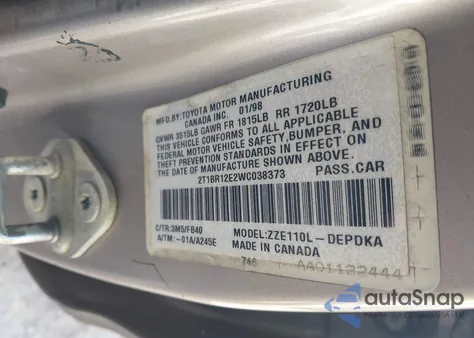 MFD.BY:TOYOTA MOTOR MANUFACTURING
CANADA INC. 01/98
GVWR 3515LB GAWR FR 1815LB RR 1720LB
THIS VEHICLE CONFORMS TO ALL APPLICABLE
FEDERAL MOTOR VEHICLE SAFETY,BUMPER, AND
THEFT PREVENTION STANDARDS IN EFFECT ON
THE DATE OF MANUFACTURE SHOWN ABOVE.
2T1BR12E2WC038373 PASS.CAR
C/TR:3M5/FB40 MODEL:ZZE110L-DEPDKA
A/TM:-01A/A245E MADE IN CANADA
746 AA01122444
autoSnap